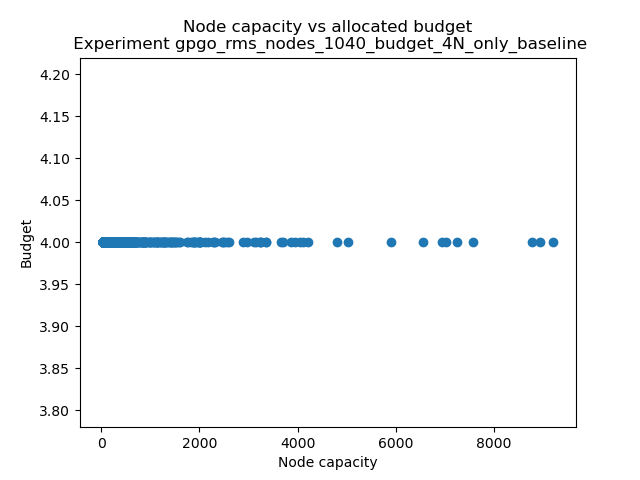 Node capacity vs allocated budget
Experiment gpgo_rms_nodes_1040_budget_4N_only_baseline
4.20
4.15
4.10
4.05
4.00
3.95
3.90
3.85
3.80
Budget
0 2000 4000 6000 8000
Node capacity